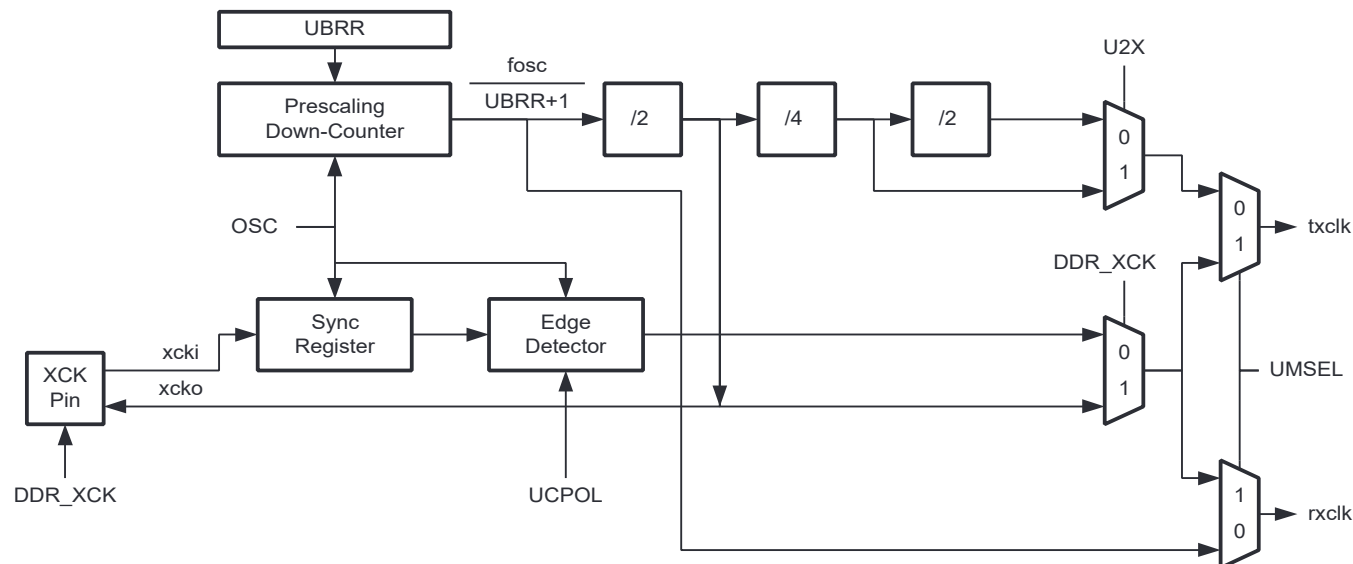 UBRR
U2X
fosc
UBRR+1
Prescaling
Down-Counter
/2
/4
/2
0
1
OSC
0
1
txclk
DDR_XCK
Sync
Register
Edge
Detector
xcki
0
1
UMSEL
XCK
Pin
xcko
DDR_XCK
UCPOL
1
0
rxclk